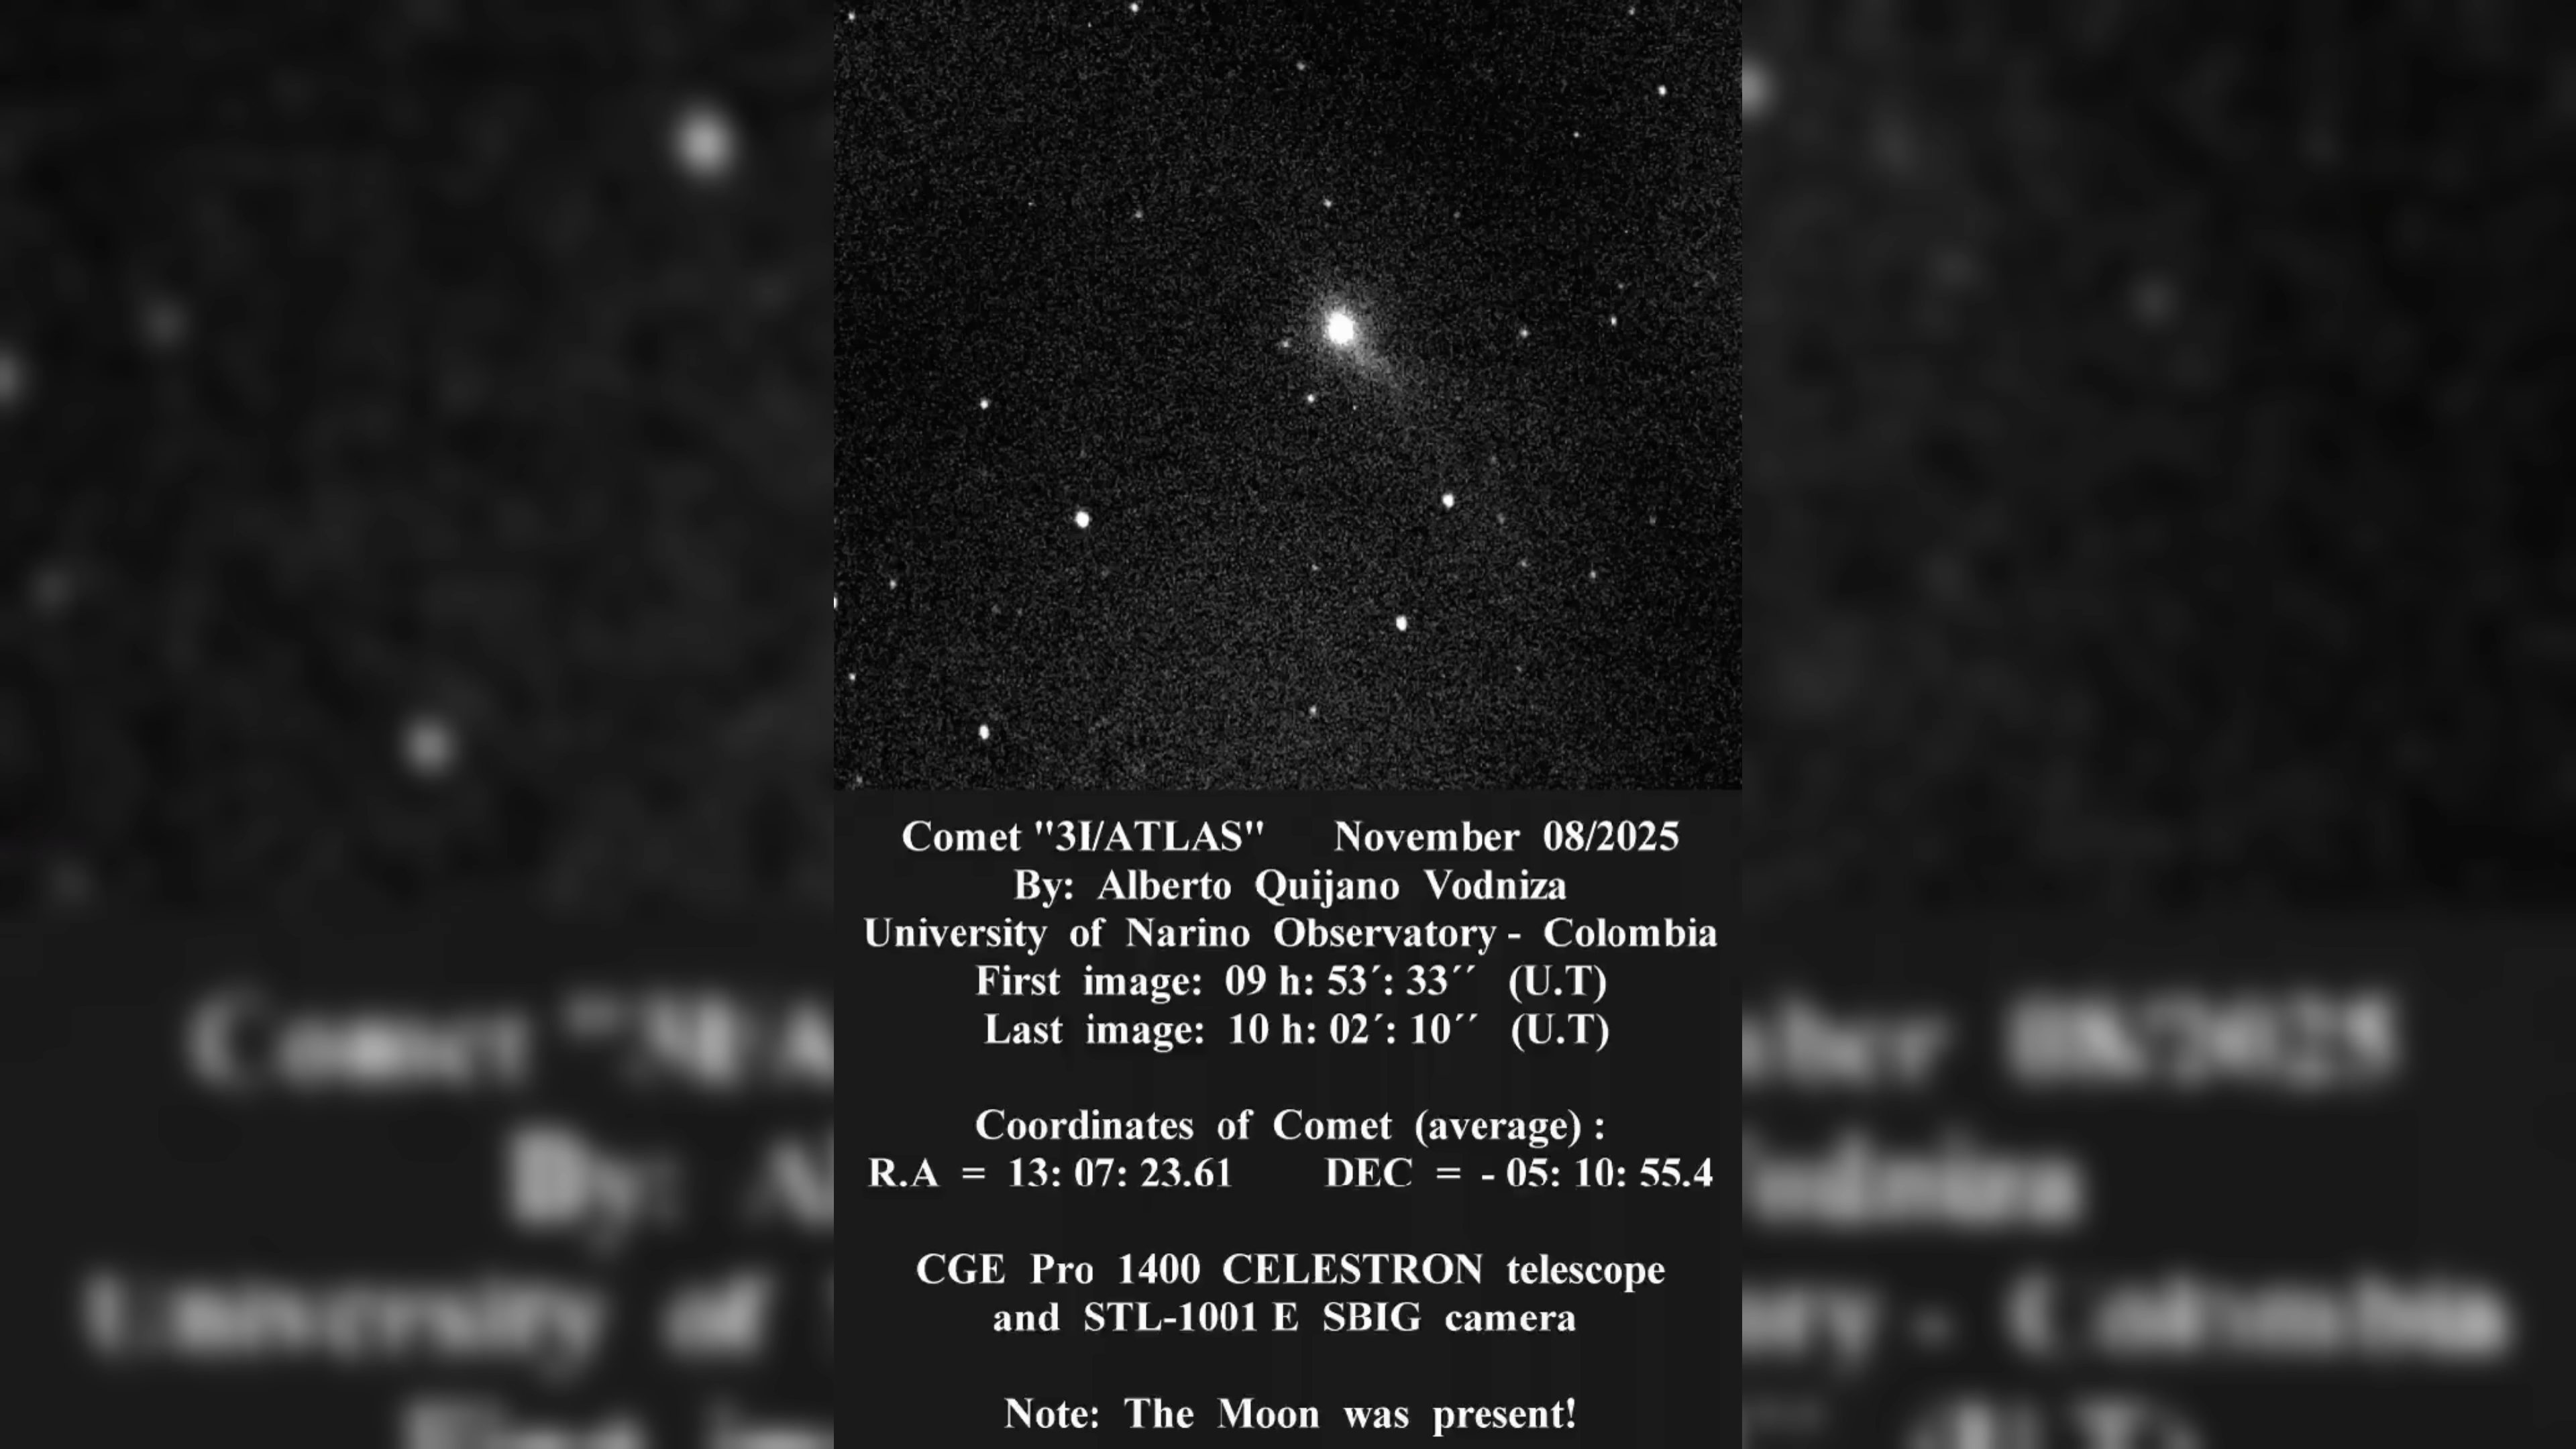 Comet "3I/ATLAS" November 08/2025
By: Alberto Quijano Vodniza
University of Narino Observatory - Colombia
First image: 09 h: 53´: 33´´ (U.T)
Last image: 10 h: 02´: 10´´ (U.T)
Coordinates of Comet (average) :
R.A = 13: 07: 23.61 DEC = - 05: 10: 55.4
CGE Pro 1400 CELESTRON telescope
and STL-1001 E SBIG camera
Note: The Moon was present!